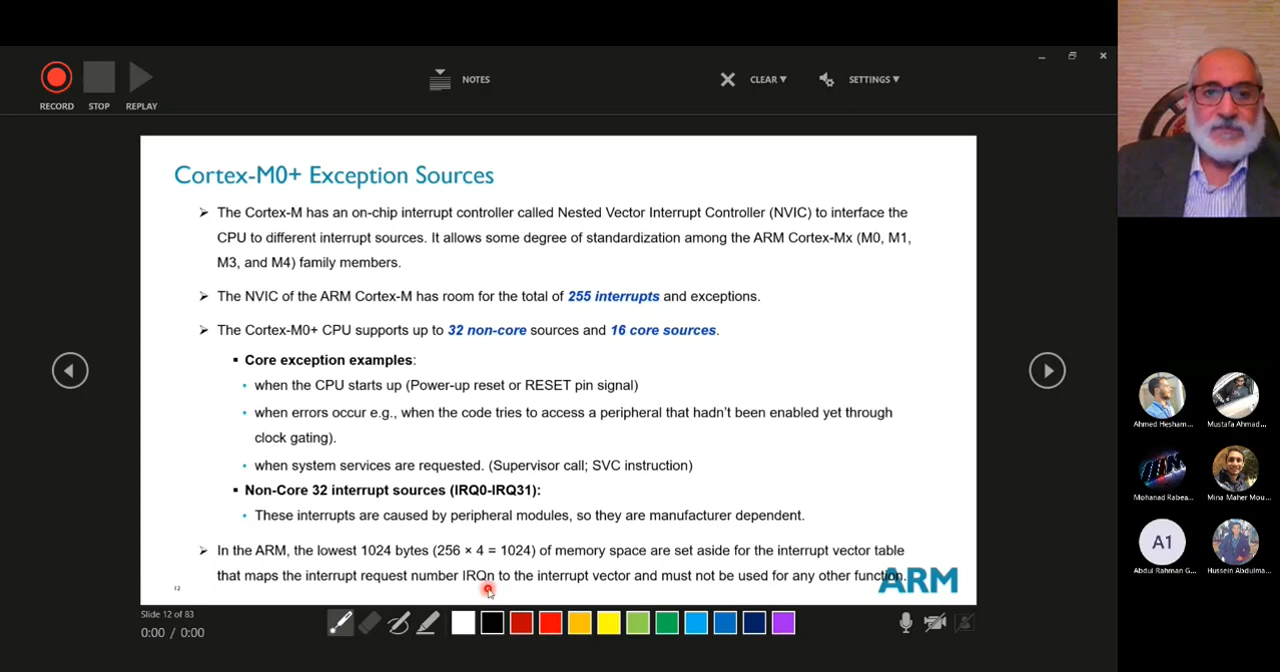 RECORD
STOP
REPLAY
NOTES
CLEAR
SETTINGS
Cortex-M0+ Exception Sources
➢ The Cortex-M has an on-chip interrupt controller called Nested Vector Interrupt Controller (NVIC) to interface the
CPU to different interrupt sources. It allows some degree of standardization among the ARM Cortex-Mx (M0, M1,
M3, and M4) family members.
➢ The NVIC of the ARM Cortex-M has room for the total of 255 interrupts and exceptions.
➢ The Cortex-M0+ CPU supports up to 32 non-core sources and 16 core sources.
▪ Core exception examples:
• when the CPU starts up (Power-up reset or RESET pin signal)
• when errors occur e.g., when the code tries to access a peripheral that hadn't been enabled yet through
clock gating).
• when system services are requested. (Supervisor call; SVC instruction)
▪ Non-Core 32 interrupt sources (IRQ0-IRQ31):
• These interrupts are caused by peripheral modules, so they are manufacturer dependent.
➢ In the ARM, the lowest 1024 bytes (256 × 4 = 1024) of memory space are set aside for the interrupt vector table
that maps the interrupt request number IRQn to the interrupt vector and must not be used for any other function.
12
ARM
Slide 12 of 83
0:00 / 0:00
Ahmed Hesham...
Mustafa Ahmad...
Mohanad Rabea...
Mina Maher Mou...
A1
Abdul Rahman G...
Hussein Abdulma...